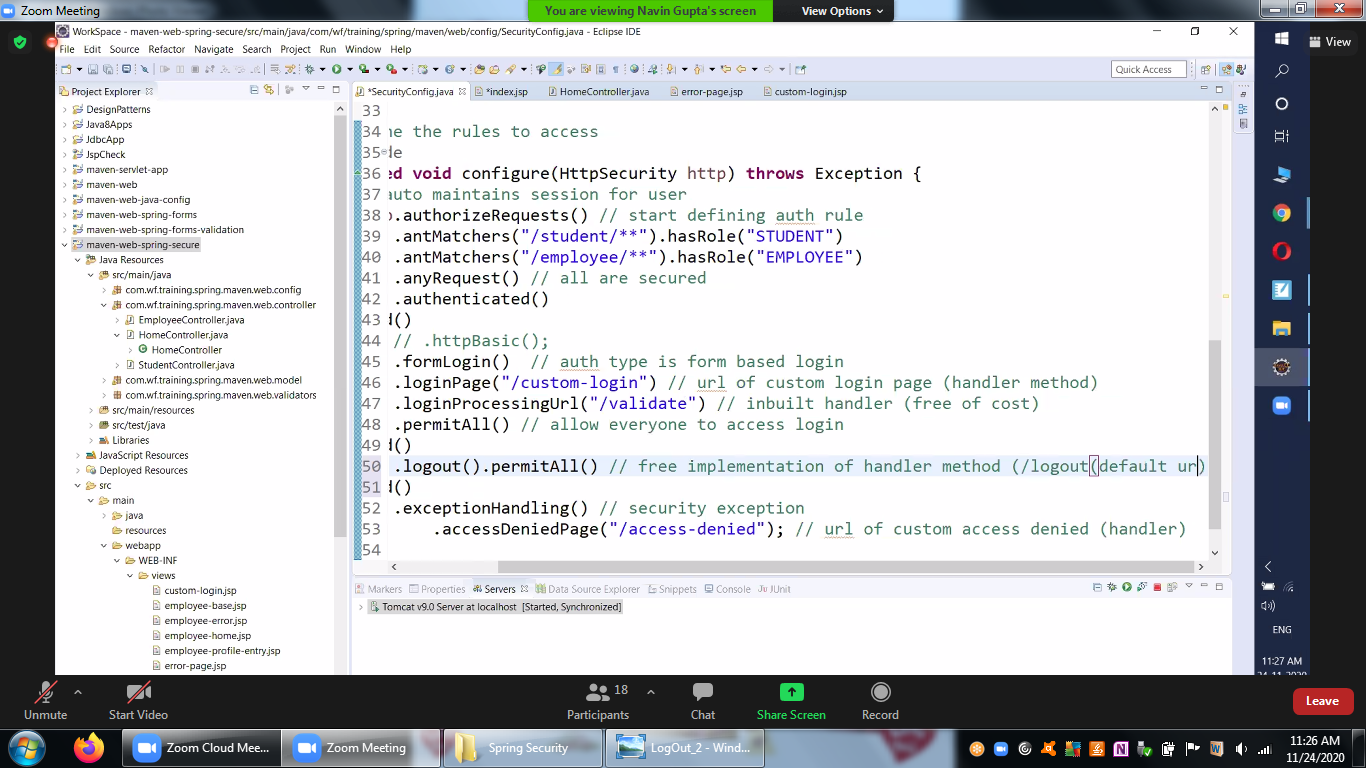 Zoom Meeting
You are viewing Navin Gupta's screen
View Options
WorkSpace - maven-web-spring-secure/src/main/java/com/wf/training/spring/maven/web/config/SecurityConfig.java - Eclipse IDE
View
File Edit Source Refactor Navigate Search Project Run Window Help
Quick Access
Project Explorer
DesignPatterns
Java8Apps
JdbcApp
JspCheck
maven-servlet-app
maven-web
maven-web-java-config
maven-web-spring-forms
maven-web-spring-forms-validation
maven-web-spring-secure
Java Resources
src/main/java
com.wf.training.spring.maven.web.config
com.wf.training.spring.maven.web.controller
EmployeeController.java
HomeController.java
HomeController
StudentController.java
com.wf.training.spring.maven.web.model
com.wf.training.spring.maven.web.validators
src/main/resources
src/test/java
Libraries
JavaScript Resources
Deployed Resources
src
main
java
resources
webapp
WEB-INF
views
custom-login.jsp
employee-base.jsp
employee-error.jsp
employee-home.jsp
employee-profile-entry.jsp
error-page.jsp
*SecurityConfig.java *index.jsp HomeController.java error-page.jsp custom-login.jsp
33
34 ne the rules to access
35 de
36 ed void configure(HttpSecurity http) throws Exception {
37 auto maintains session for user
38 .authorizeRequests() // start defining auth rule
39 .antMatchers("/student/**").hasRole("STUDENT")
40 .antMatchers("/employee/**").hasRole("EMPLOYEE")
41 .anyRequest() // all are secured
42 .authenticated()
43 d()
44 // .httpBasic();
45 .formLogin() // auth type is form based login
46 .loginPage("/custom-login") // url of custom login page (handler method)
47 .loginProcessingUrl("/validate") // inbuilt handler (free of cost)
48 .permitAll() // allow everyone to access login
49 d()
50 .logout().permitAll() // free implementation of handler method (/logout(default ur)
51 d()
52 .exceptionHandling() // security exception
53 .accessDeniedPage("/access-denied"); // url of custom access denied (handler)
54
Markers Properties Servers Data Source Explorer Snippets Console JUnit
Tomcat v9.0 Server at localhost [Started, Synchronized]
ENG
11:27 AM
Unmute
Start Video
18
Participants
Chat
Share Screen
Record
Leave
Zoom Cloud Mee...
Zoom Meeting
Spring Security
LogOut_2 - Wind...
11:26 AM
11/24/2020